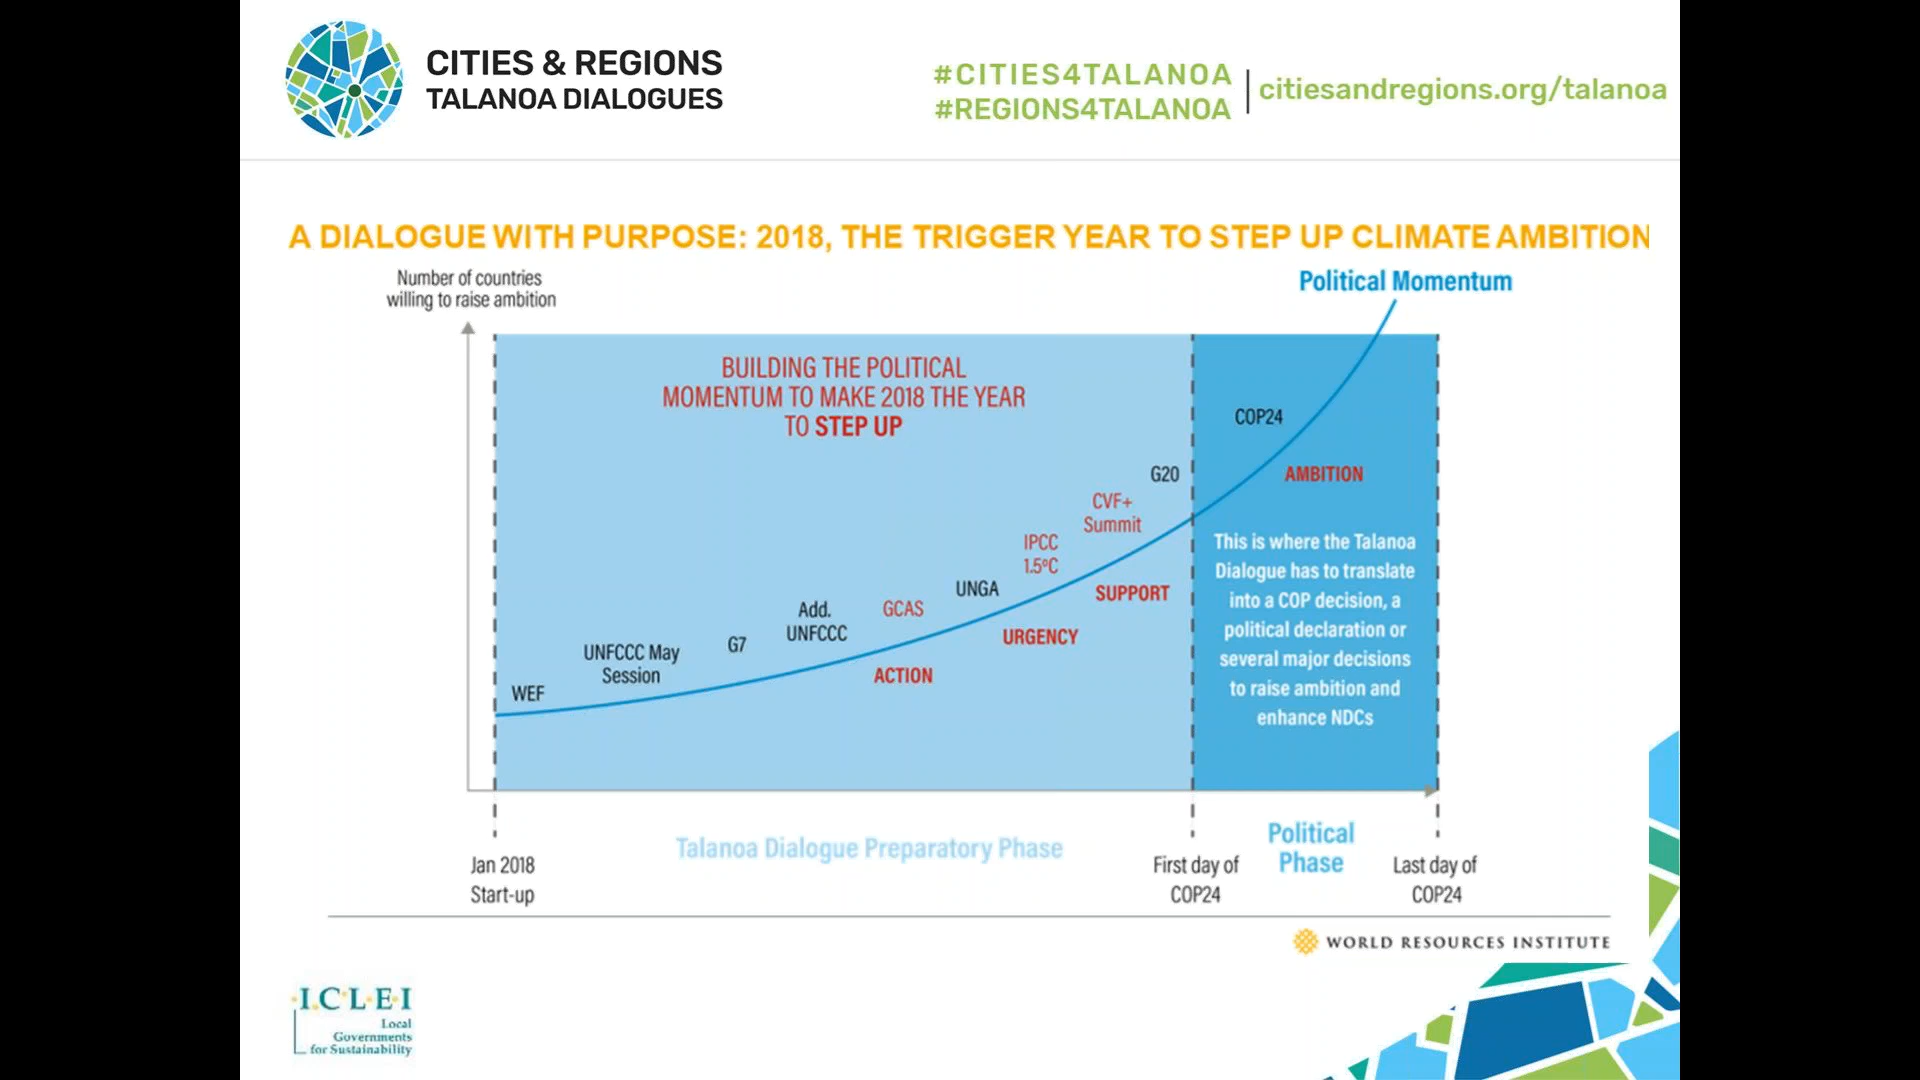 CITIES & REGIONS
TALANOA DIALOGUES
#CITIES4TALANOA
#REGIONS4TALANOA
citiesandregions.org/talanoa
A DIALOGUE WITH PURPOSE: 2018, THE TRIGGER YEAR TO STEP UP CLIMATE AMBITION
Number of countries
willing to raise ambition
Political Momentum
BUILDING THE POLITICAL
MOMENTUM TO MAKE 2018 THE YEAR
TO STEP UP
WEF
UNFCCC May
Session
G7
Add.
UNFCCC
GCAS
ACTION
UNGA
IPCC
1.5ºC
URGENCY
CVF+
Summit
SUPPORT
G20
COP24
AMBITION
This is where the Talanoa
Dialogue has to translate
into a COP decision, a
political declaration or
several major decisions
to raise ambition and
enhance NDCs
Jan 2018
Start-up
Talanoa Dialogue Preparatory Phase
First day of
COP24
Political
Phase
Last day of
COP24
WORLD RESOURCES INSTITUTE
I.C.L.E.I
Local
Governments
for Sustainability